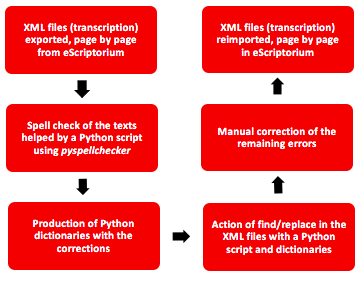 XML files (transcription)
exported, page by page
from eScriptorium
Spell check of the texts
helped by a Python script
using pyspellchecker
Production of Python
dictionaries with the
corrections
Action of find/replace in the
XML files with a Python
script and dictionaries
Manual correction of the
remaining errors
XML files (transcription)
reimported, page by page
in eScriptorium